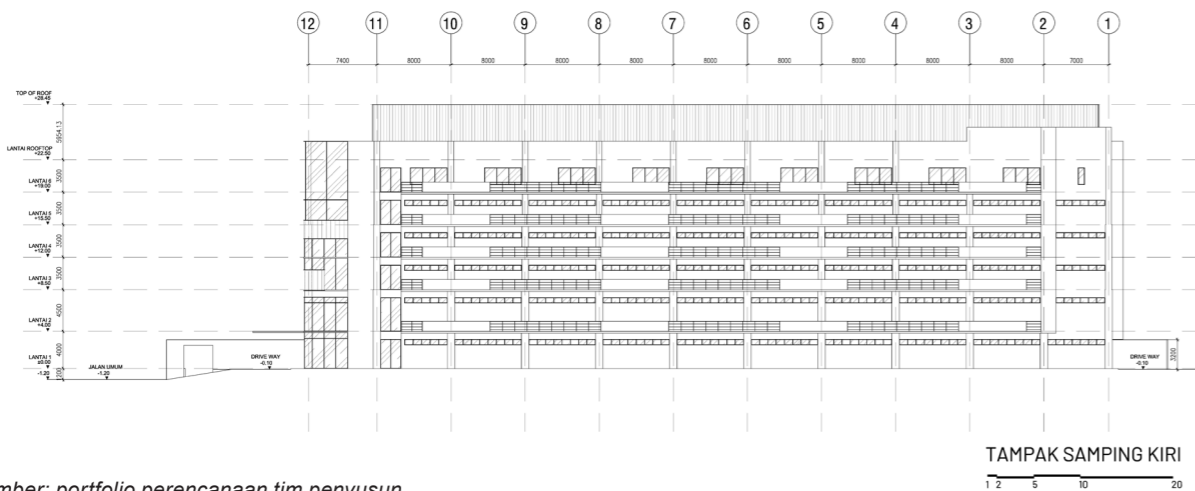 12 11 10 9 8 7 6 5 4 3 2 1
7400 8000 8000 8000 8000 8000 8000 8000 8000 8000 7000
TOP OF ROOF
+28.45
5954.13
LANTAI ROOFTOP
+22.50
3500
LANTAI 6
+19.00
3500
LANTAI 5
+15.50
3500
LANTAI 4
+12.00
3500
LANTAI 3
+8.50
4500
LANTAI 2
+4.00
4000
LANTAI 1
±0.00
-1.20
1200
JALAN UMUM
-1.20
DRIVE WAY
-0.10
DRIVE WAY
-0.10
3200
TAMPAK SAMPING KIRI
1 2 5 10 20
mber: portfolio perencanaan tim penyusun